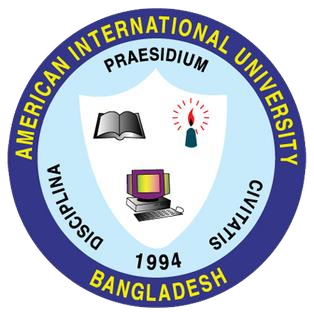 AMERICAN INTERNATIONAL UNIVERSITY
BANGLADESH
PRAESIDIUM
DISCIPLINA
CIVITATIS
1994